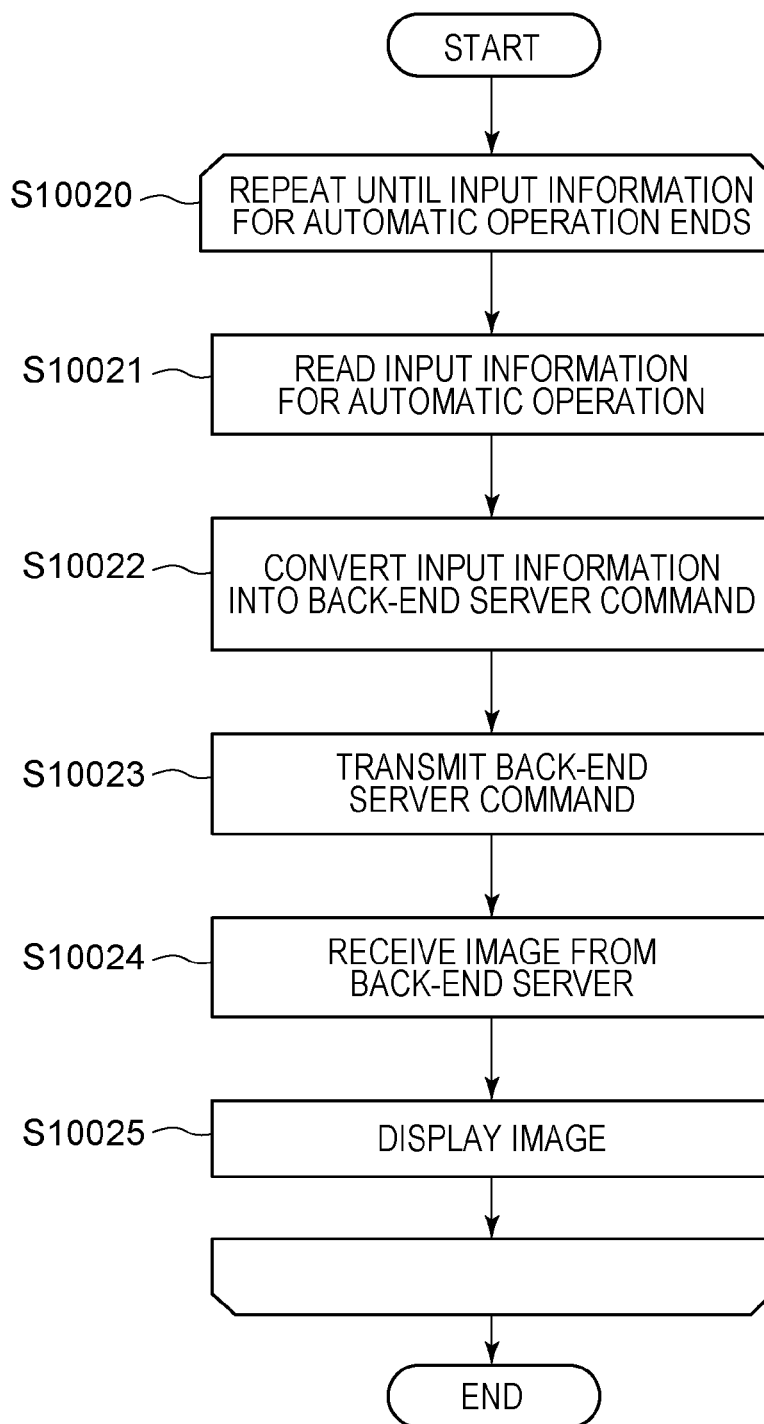 START
S10020
REPEAT UNTIL INPUT INFORMATION
FOR AUTOMATIC OPERATION ENDS
S10021
READ INPUT INFORMATION
FOR AUTOMATIC OPERATION
S10022
CONVERT INPUT INFORMATION
INTO BACK-END SERVER COMMAND
S10023
TRANSMIT BACK-END
SERVER COMMAND
S10024
RECEIVE IMAGE FROM
BACK-END SERVER
S10025
DISPLAY IMAGE
END